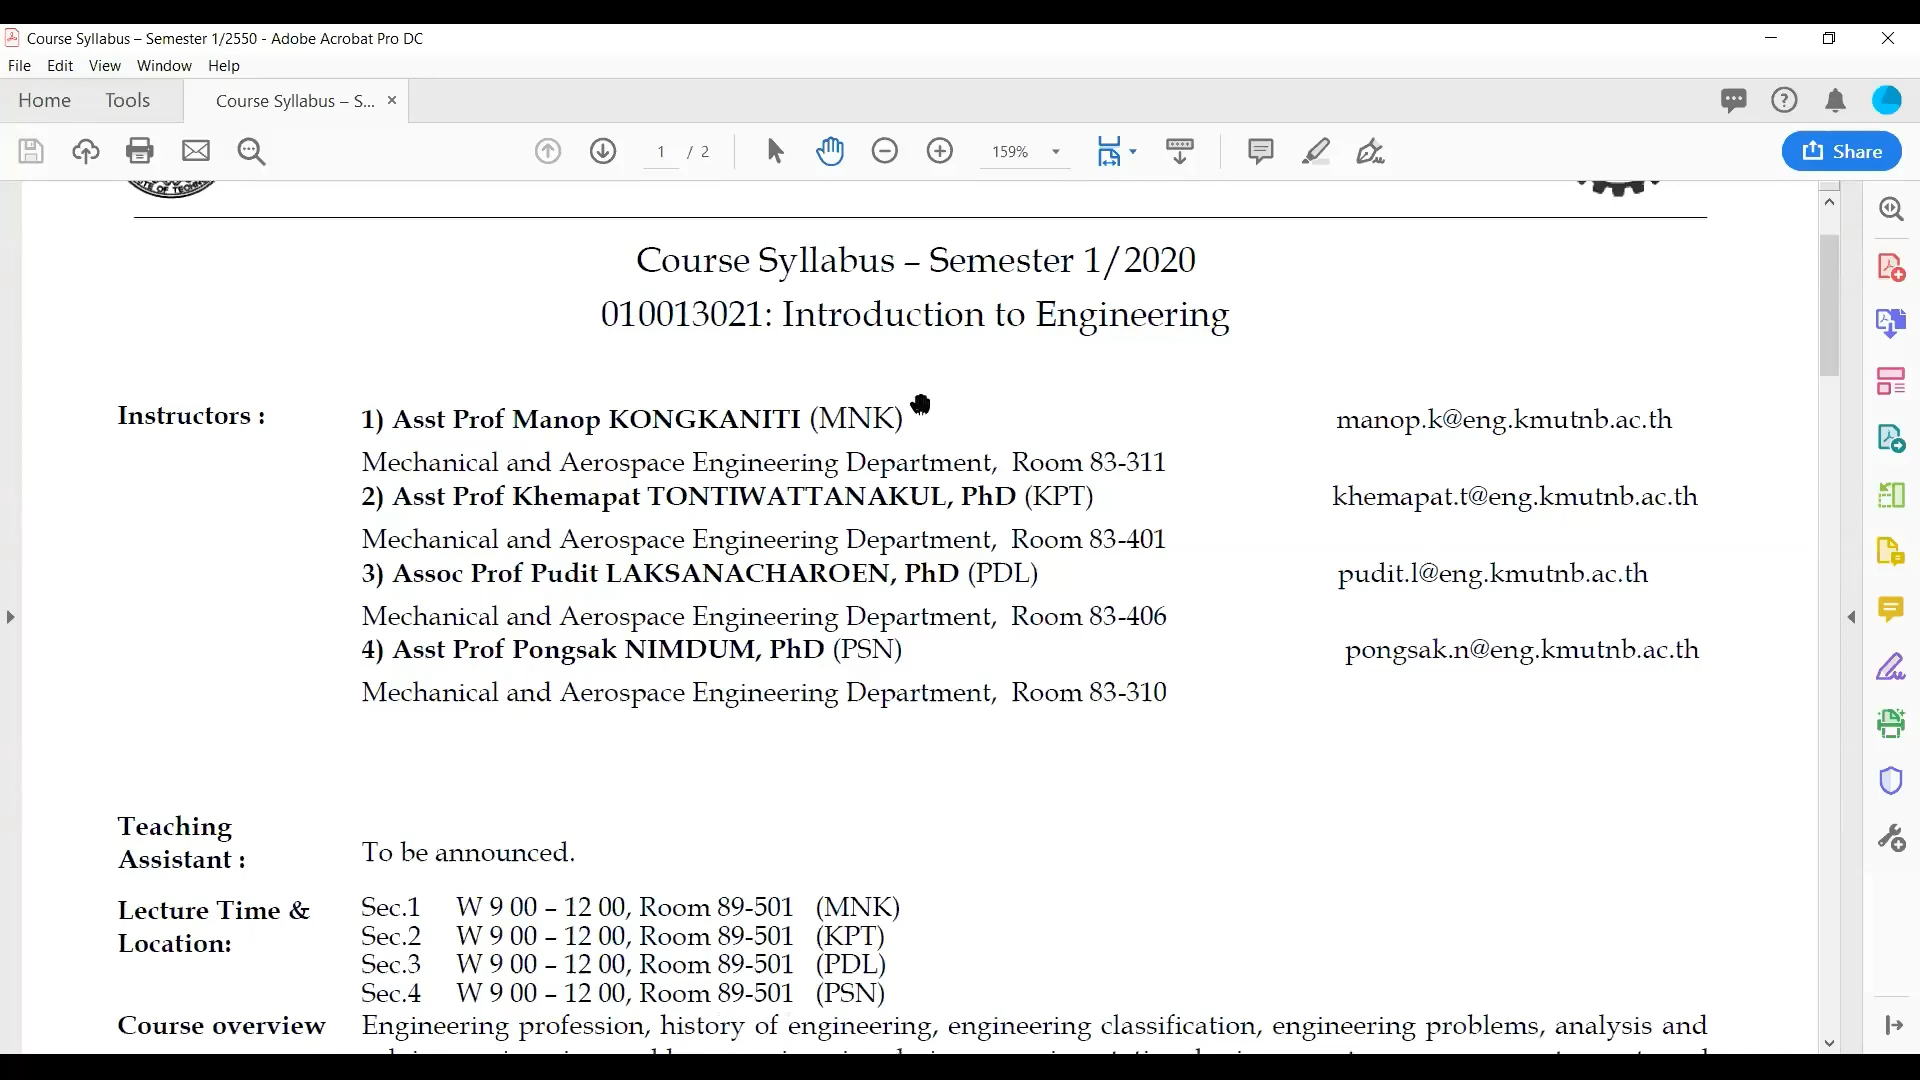 Course Syllabus – Semester 1/2550 - Adobe Acrobat Pro DC
File Edit View Window Help
Home Tools Course Syllabus – S... ×
1 / 2 159% Share
OF TECHN
Course Syllabus – Semester 1/2020
010013021: Introduction to Engineering
Instructors : 1) Asst Prof Manop KONGKANITI (MNK) manop.k@eng.kmutnb.ac.th
Mechanical and Aerospace Engineering Department, Room 83-311
2) Asst Prof Khemapat TONTIWATTANAKUL, PhD (KPT) khemapat.t@eng.kmutnb.ac.th
Mechanical and Aerospace Engineering Department, Room 83-401
3) Assoc Prof Pudit LAKSANACHAROEN, PhD (PDL) pudit.l@eng.kmutnb.ac.th
Mechanical and Aerospace Engineering Department, Room 83-406
4) Asst Prof Pongsak NIMDUM, PhD (PSN) pongsak.n@eng.kmutnb.ac.th
Mechanical and Aerospace Engineering Department, Room 83-310
Teaching
Assistant : To be announced.
Lecture Time & Sec.1 W 9 00 – 12 00, Room 89-501 (MNK)
Location: Sec.2 W 9 00 – 12 00, Room 89-501 (KPT)
Sec.3 W 9 00 – 12 00, Room 89-501 (PDL)
Sec.4 W 9 00 – 12 00, Room 89-501 (PSN)
Course overview Engineering profession, history of engineering, engineering classification, engineering problems, analysis and